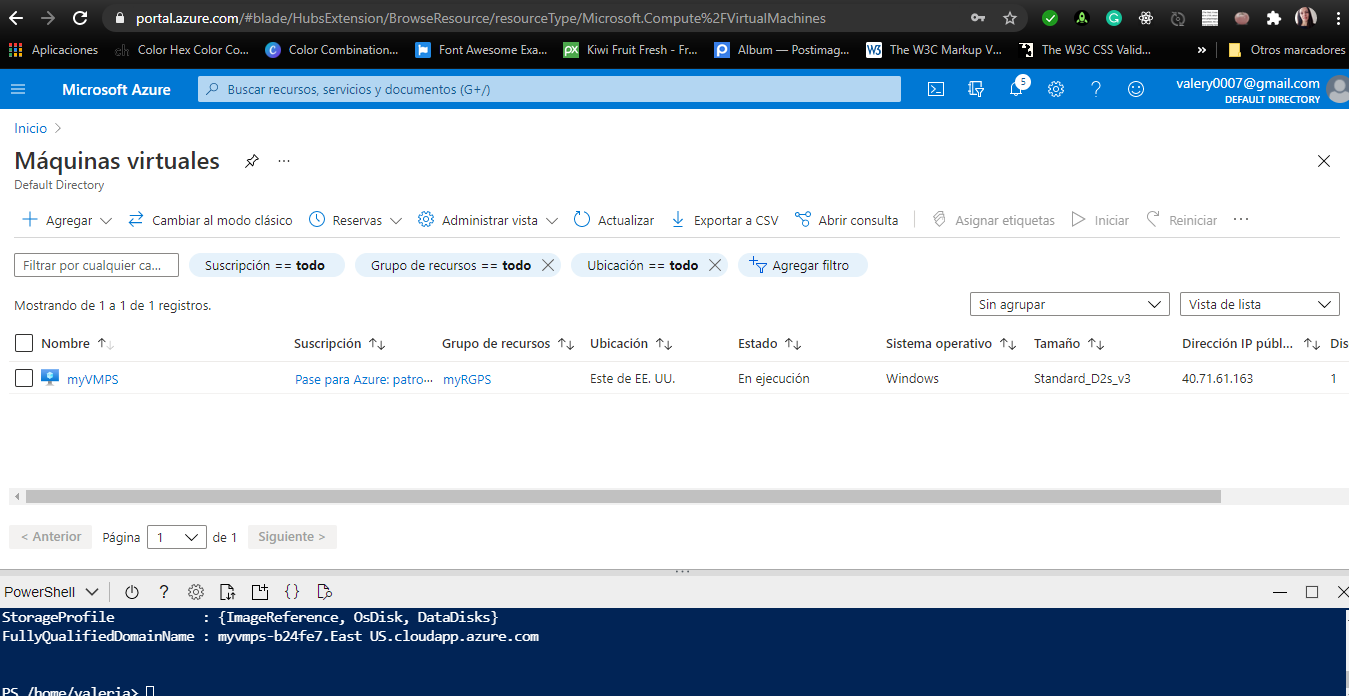 portal.azure.com/#blade/HubsExtension/BrowseResource/resourceType/Microsoft.Compute%2FVirtualMachines
Aplicaciones ch Color Hex Color Co... C Color Combination... Font Awesome Exa... px Kiwi Fruit Fresh - Fr... P Album — Postimag... W3 The W3C Markup V... The W3C CSS Valid... » Otros marcadores
Microsoft Azure Buscar recursos, servicios y documentos (G+/) 5 valery0007@gmail.com
DEFAULT DIRECTORY
Inicio >
Máquinas virtuales ...
Default Directory
Agregar Cambiar al modo clásico Reservas Administrar vista Actualizar Exportar a CSV Abrir consulta Asignar etiquetas Iniciar Reiniciar ...
Filtrar por cualquier ca... Suscripción == todo Grupo de recursos == todo Ubicación == todo Agregar filtro
Mostrando de 1 a 1 de 1 registros. Sin agrupar Vista de lista
Nombre ↑↓ Suscripción ↑↓ Grupo de recursos ↑↓ Ubicación ↑↓ Estado ↑↓ Sistema operativo ↑↓ Tamaño ↑↓ Dirección IP públ... ↑↓ Dis
myVMPS Pase para Azure: patro... myRGPS Este de EE. UU. En ejecución Windows Standard_D2s_v3 40.71.61.163 1
< Anterior Página 1 de 1 Siguiente >
PowerShell ? {}
StorageProfile : {ImageReference, OsDisk, DataDisks}
FullyQualifiedDomainName : myvmps-b24fe7.East US.cloudapp.azure.com
PS /home/valeria>